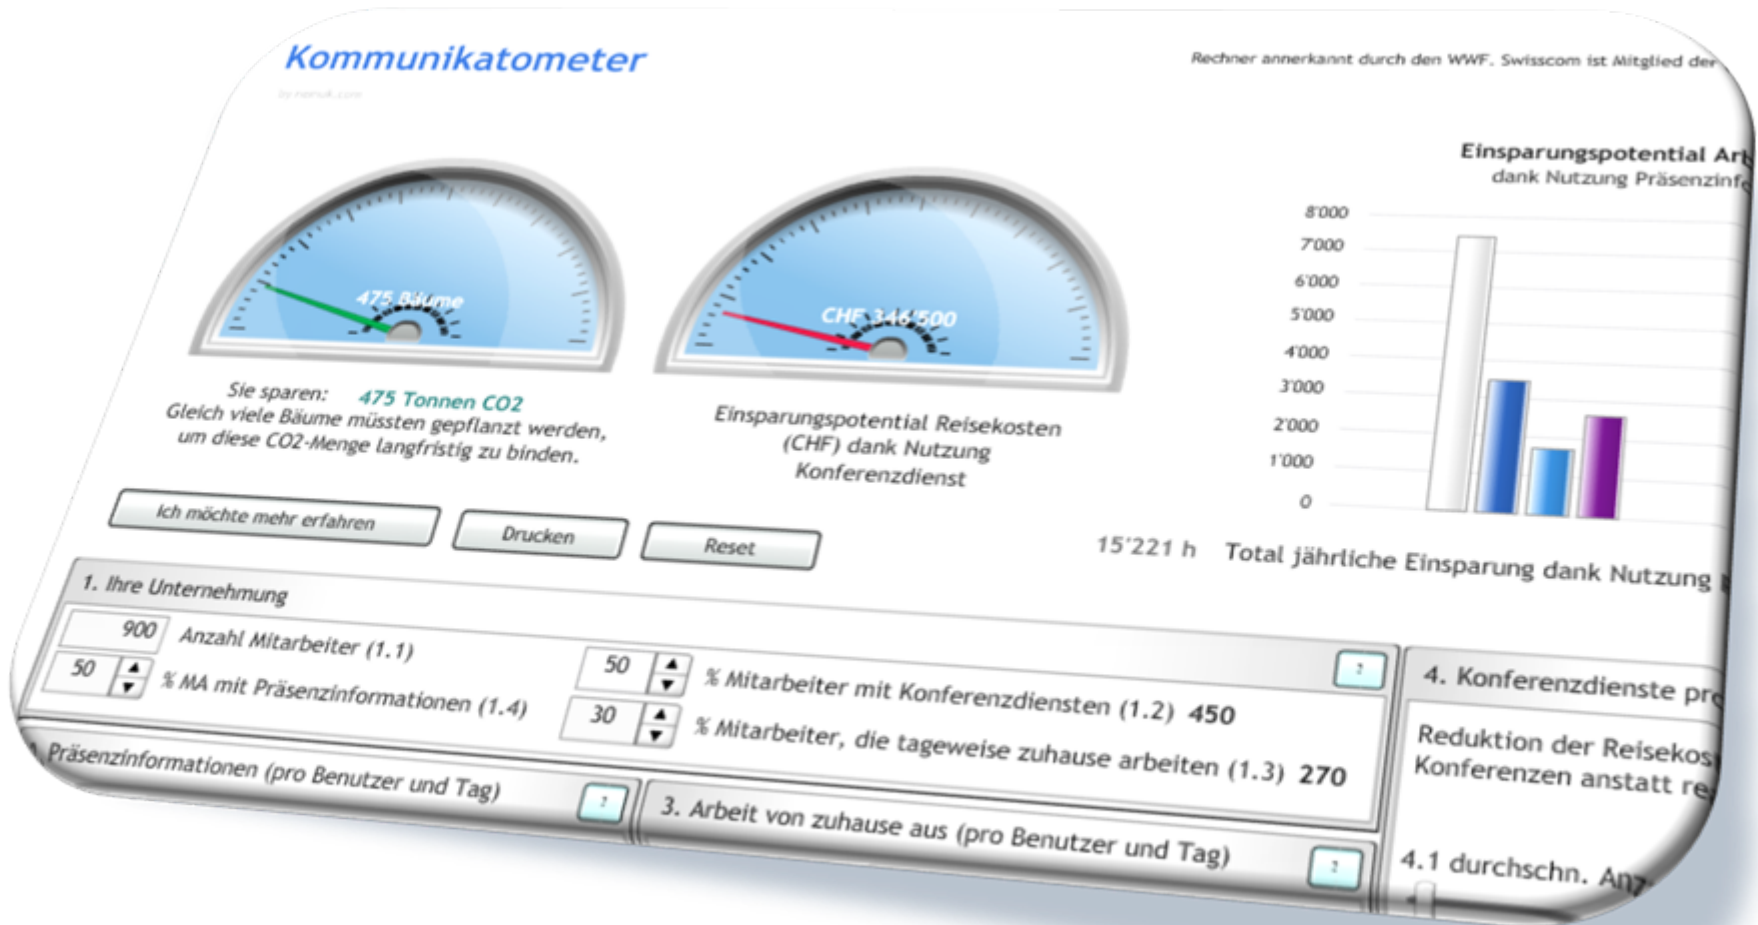 Kommunikatometer
by nemuk.com
Rechner annerkannt durch den WWF. Swisscom ist Mitglied der
475 Bäume
CHF 346'500
Sie sparen: 475 Tonnen CO2
Gleich viele Bäume müssten gepflanzt werden,
um diese CO2-Menge langfristig zu binden.
Einsparungspotential Reisekosten
(CHF) dank Nutzung
Konferenzdienst
Einsparungspotential
dank Nutzung
8'000
7'000
6'000
5'000
4'000
3'000
2'000
1'000
0
15'221 h Total jährliche Einsparung dank Nutzung
Ich möchte mehr erfahren
Drucken
Reset
1. Ihre Unternehmung
?
900 Anzahl Mitarbeiter (1.1)
50 % MA mit Präsenzinformationen (1.4)
50 % Mitarbeiter mit Konferenzdiensten (1.2) 450
30 % Mitarbeiter, die tageweise zuhause arbeiten (1.3) 270
Präsenzinformationen (pro Benutzer und Tag)
?
3. Arbeit von zuhause aus (pro Benutzer und Tag)
?
4. Konferenzdienste
Reduktion der
Konferenzen anstatt
4.1 durchschn.